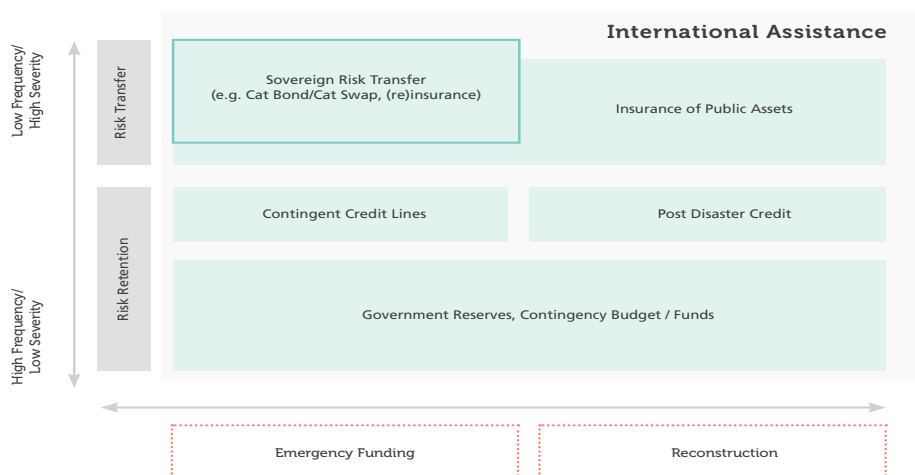 International Assistance
Low Frequency/
High Severity
Risk Transfer
Sovereign Risk Transfer
(e.g. Cat Bond/Cat Swap, (re)insurance)
Insurance of Public Assets
Contingent Credit Lines
Post Disaster Credit
Risk Retention
High Frequency/
Low Severity
Government Reserves, Contingency Budget / Funds
Emergency Funding
Reconstruction